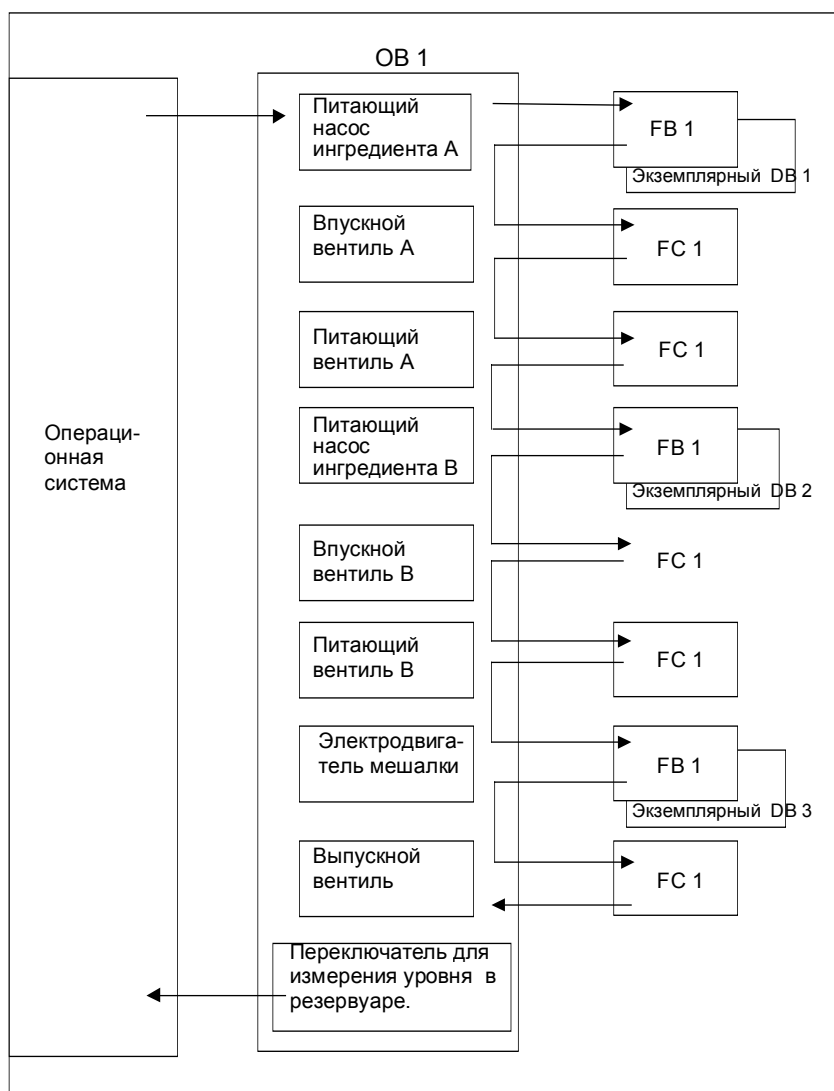 OB 1
Питающий
насос
ингредиента A
FB 1
Экземплярный DB 1
Впускной
вентиль A
FC 1
Питающий
вентиль A
FC 1
Операци-
онная
система
Питающий
насос
ингредиента B
FB 1
Экземплярный DB 2
Впускной
вентиль B
FC 1
Питающий
вентиль B
FC 1
Электродвига-
тель мешалки
FB 1
Экземплярный DB 3
Выпускной
вентиль
FC 1
Переключатель для
измерения уровня в
резервуаре.